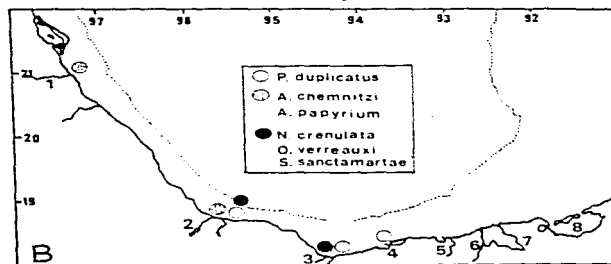 97 96 95 94 93 92
21
20
19
P. duplicatus
A. chemnitzi
A. papyrium
N. crenulata
O. verreauxi
S. sanctamartae
1
2
3
4
5
6
7
8
B